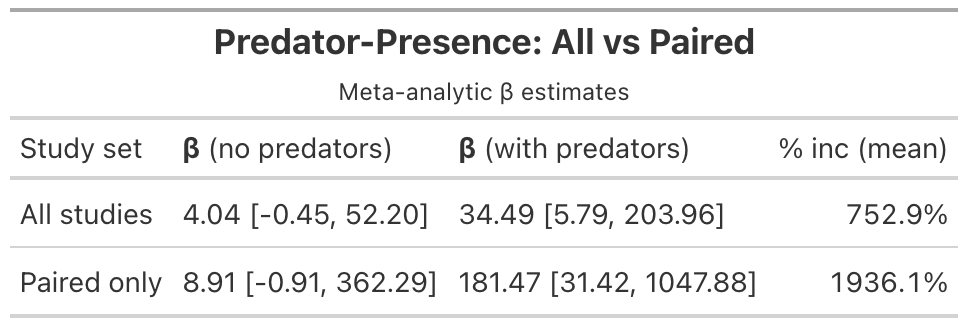 Predator-Presence: All vs Paired
Meta-analytic β estimates
Study set β (no predators) β (with predators) % inc (mean)
All studies 4.04 [-0.45, 52.20] 34.49 [5.79, 203.96] 752.9%
Paired only 8.91 [-0.91, 362.29] 181.47 [31.42, 1047.88] 1936.1%